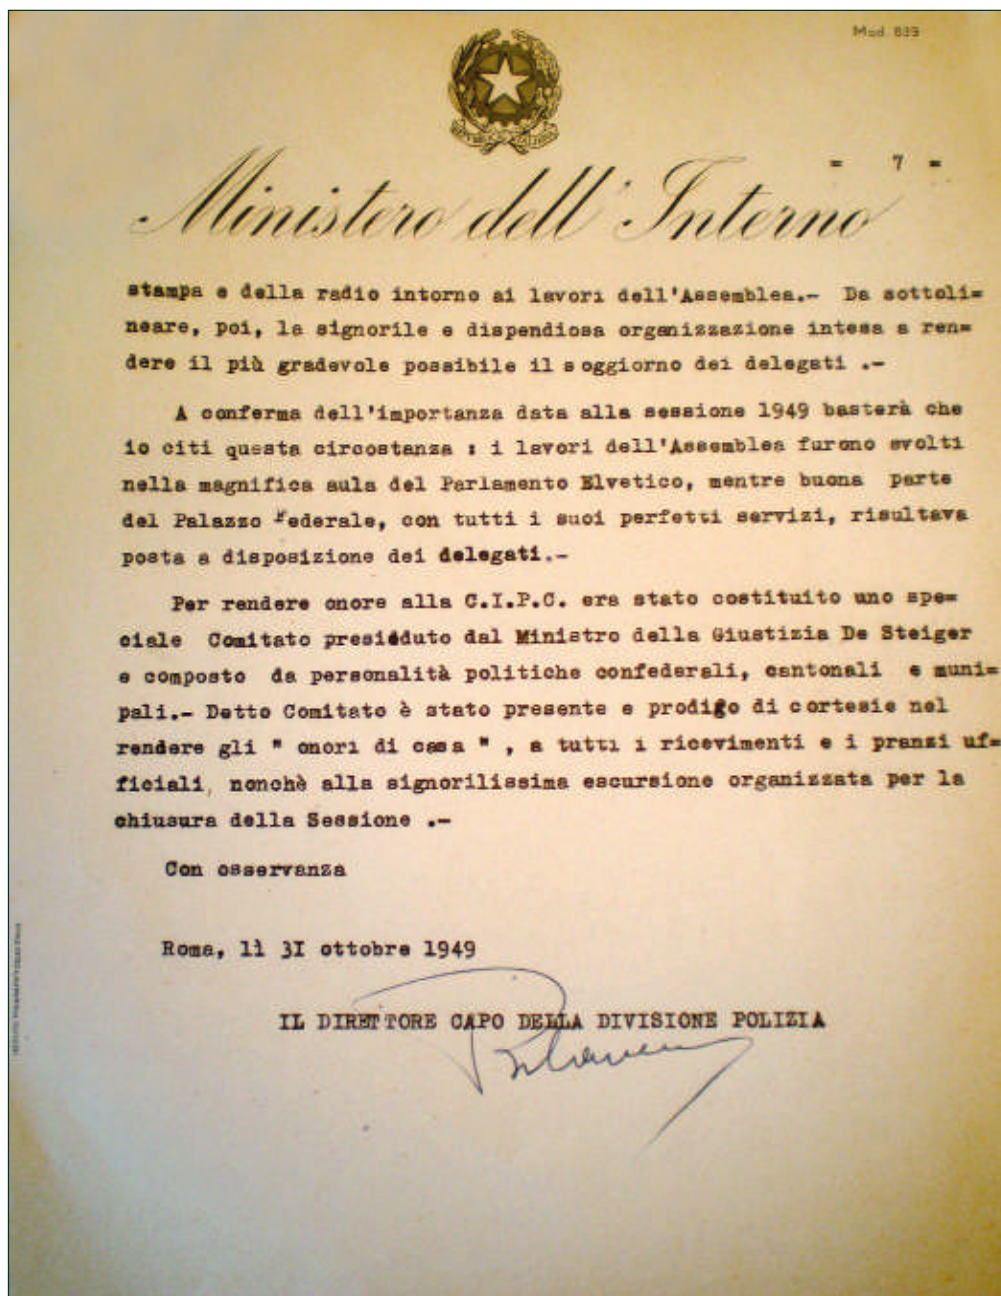 Mod. 839
= 7 =
Ministero dell' Interno
stampa e della radio intorno ai lavori dell'Assemblea.- Da sottoli=
neare, poi, la signorile e dispendiosa organizzazione intesa a ren=
dere il più gradevole possibile il soggiorno dei delegati .-
A conferma dell'importanza data alla sessione 1949 basterà che
io citi questa circostanza : i lavori dell'Assemblea furono svolti
nella magnifica aula del Parlamento Elvetico, mentre buona parte
del Palazzo Federale, con tutti i suoi perfetti servizi, risultava
posta a disposizione dei delegati.-
Per rendere onore alla C.I.P.C. era stato costituito uno spe=
ciale Comitato presieduto dal Ministro della Giustizia De Steiger
e composto da personalità politiche confederali, cantonali e muni=
pali.- Detto Comitato è stato presente e prodigo di cortesie nel
rendere gli " onori di casa " , a tutti i ricevimenti e i pranzi uf=
ficiali, nonchè alla signorilissima escursione organizzata per la
chiusura della Sessione .-
Con osservanza
Roma, lì 3I ottobre 1949
IL DIRETTORE CAPO DELLA DIVISIONE POLIZIA